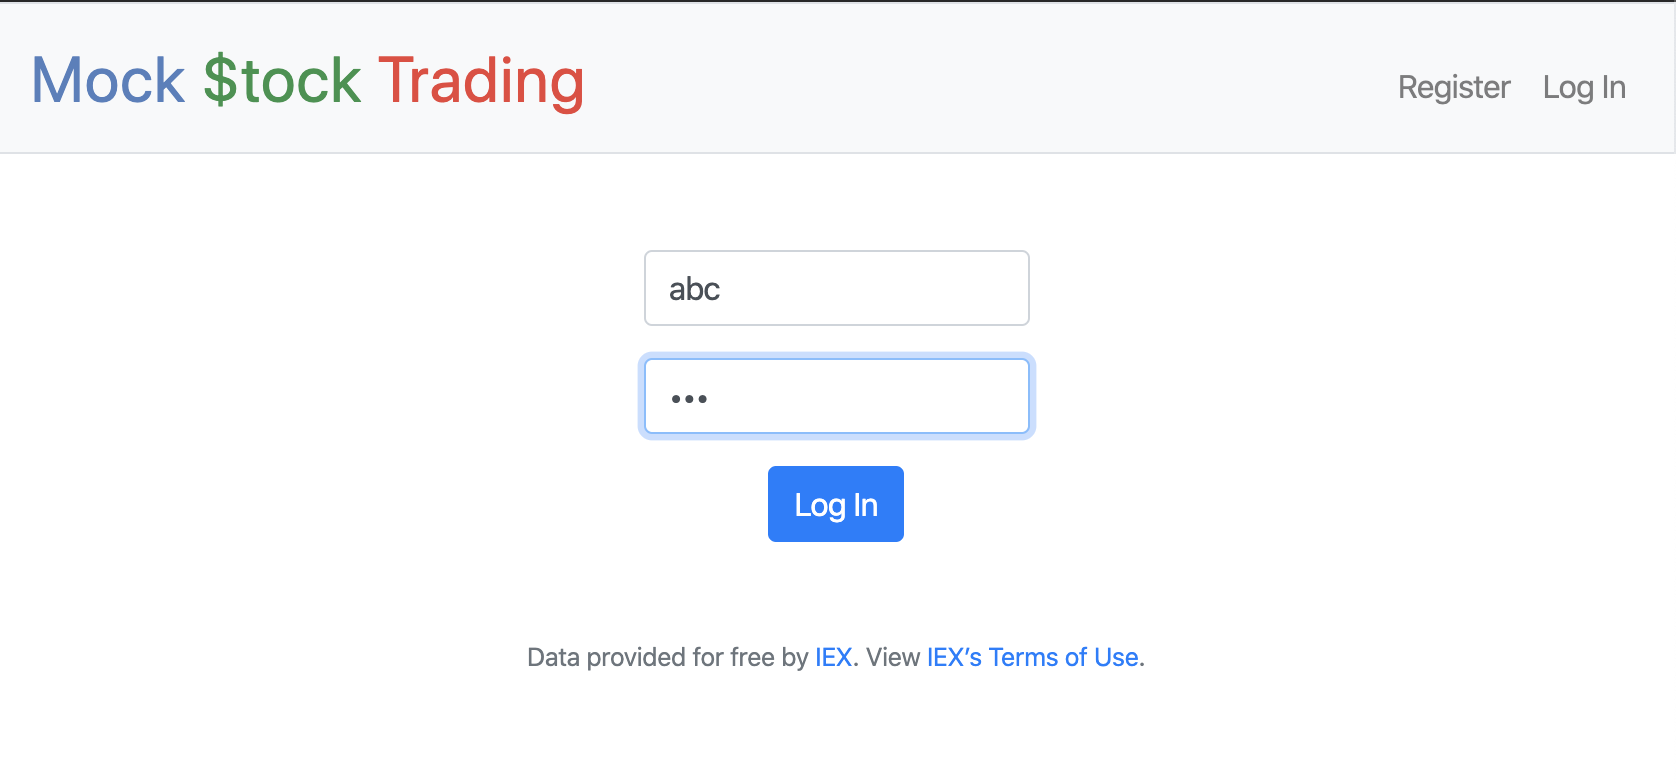 Mock $tock Trading
Register Log In
abc
•••
Log In
Data provided for free by IEX. View IEX’s Terms of Use.